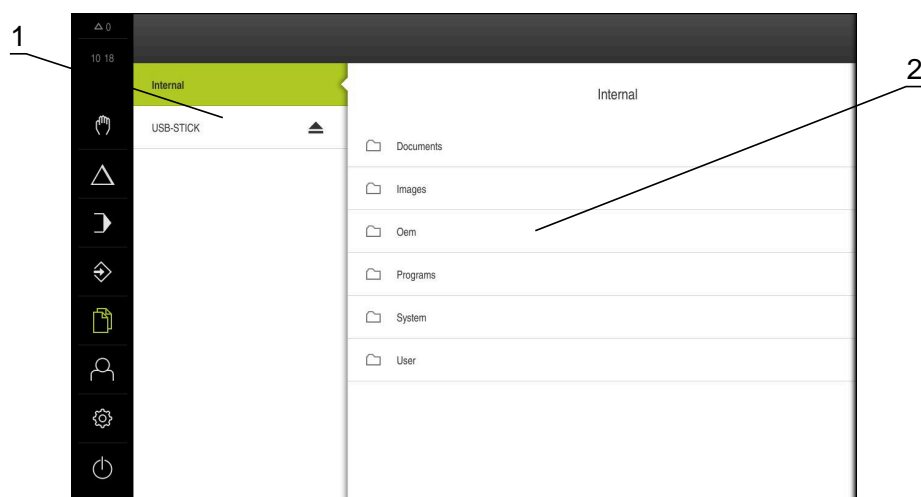 1
2
0
10 18
Internal
USB-STICK
Internal
Documents
Images
Oem
Programs
System
User